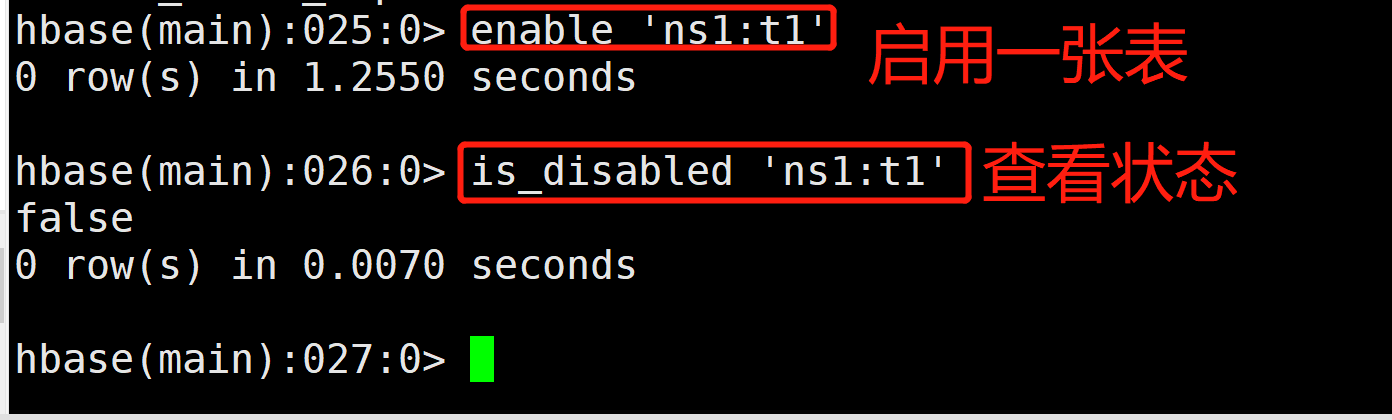 hbase(main):025:0> enable 'ns1:t1'
启用一张表
0 row(s) in 1.2550 seconds
hbase(main):026:0> is_disabled 'ns1:t1'
查看状态
false
0 row(s) in 0.0070 seconds
hbase(main):027:0>